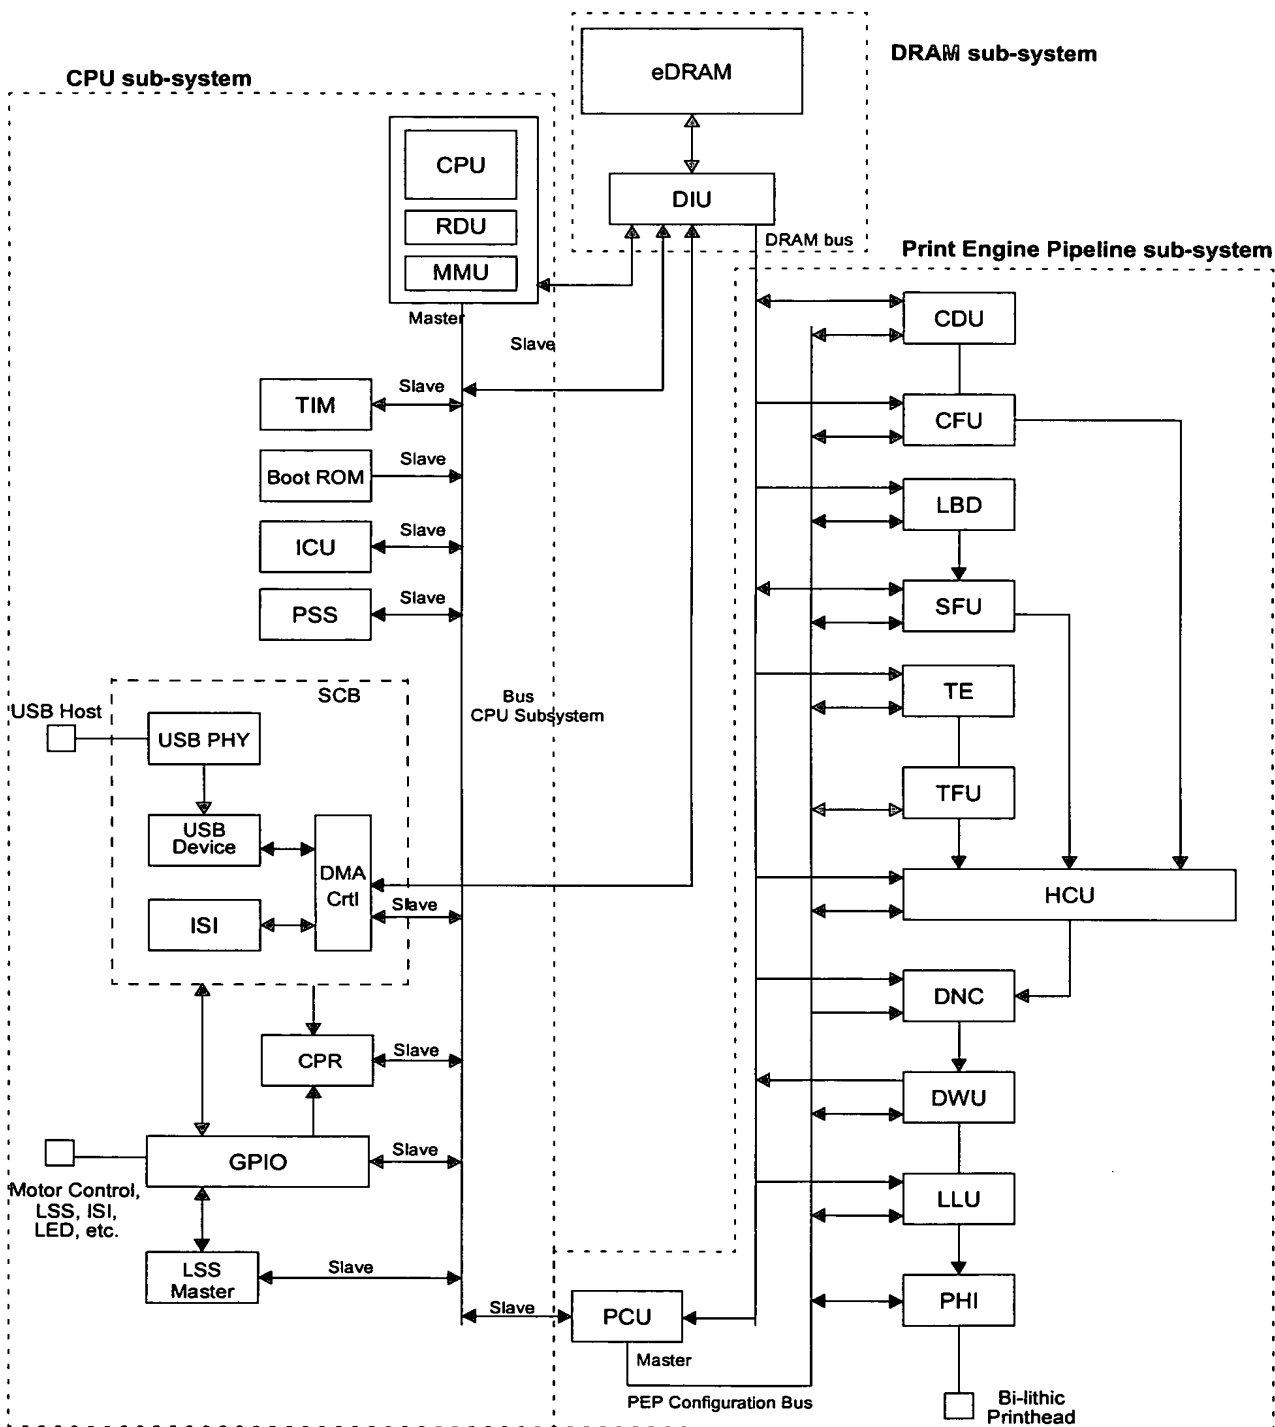 DRAM sub-system
eDRAM
CPU sub-system
CPU
RDU
MMU
DIU
DRAM bus
Print Engine Pipeline sub-system
Master
Slave
CDU
TIM
Slave
CFU
Boot ROM
Slave
LBD
ICU
Slave
PSS
Slave
SFU
SCB
Bus
CPU Subsystem
TE
USB Host
USB PHY
TFU
USB
Device
DMA
Crtl
Slave
HCU
ISI
DNC
CPR
Slave
DWU
GPIO
Slave
Motor Control,
LSS, ISI,
LED, etc.
LLU
LSS
Master
Slave
Slave
PCU
PHI
Master
PEP Configuration Bus
Bi-lithic
Printhead